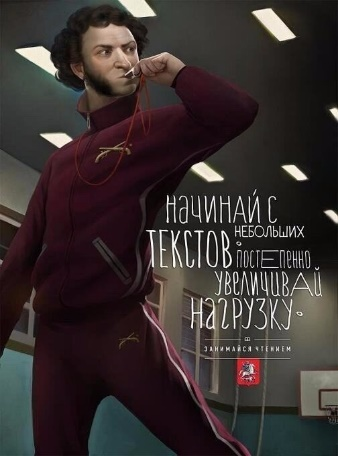 НАЧИНАЙ С
НЕБОЛЬШИХ
ТЕКСТОВ.
ПОСТЕПЕННО
УВЕЛИЧИВАЙ
НАГРУЗКУ.
ЗАНИМАЙСЯ ЧТЕНИЕМ